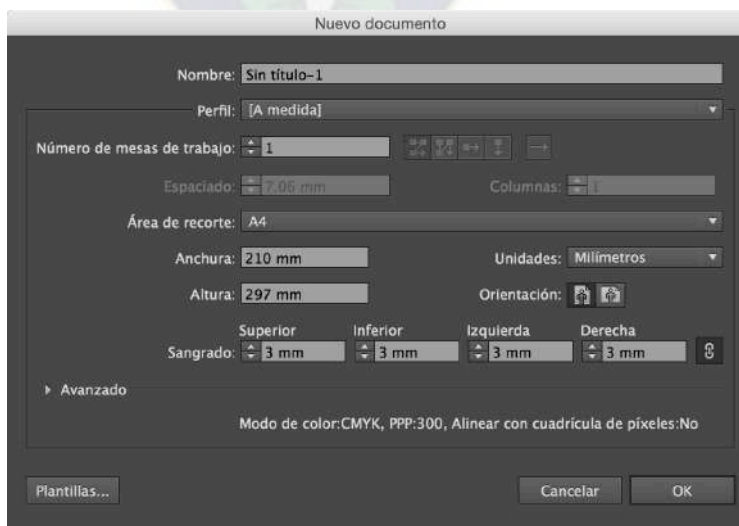 Nuevo documento
Nombre: Sin título-1
Perfil: [A medida]
Número de mesas de trabajo: 1
Espaciado: 7.06 mm Columnas: 1
Área de recorte: A4
Anchura: 210 mm Unidades: Milímetros
Altura: 297 mm Orientación:
Superior Inferior Izquierda Derecha
Sangrado: 3 mm 3 mm 3 mm 3 mm
Avanzado
Modo de color:CMYK, PPP:300, Alinear con cuadrícula de píxeles:No
Plantillas... Cancelar OK